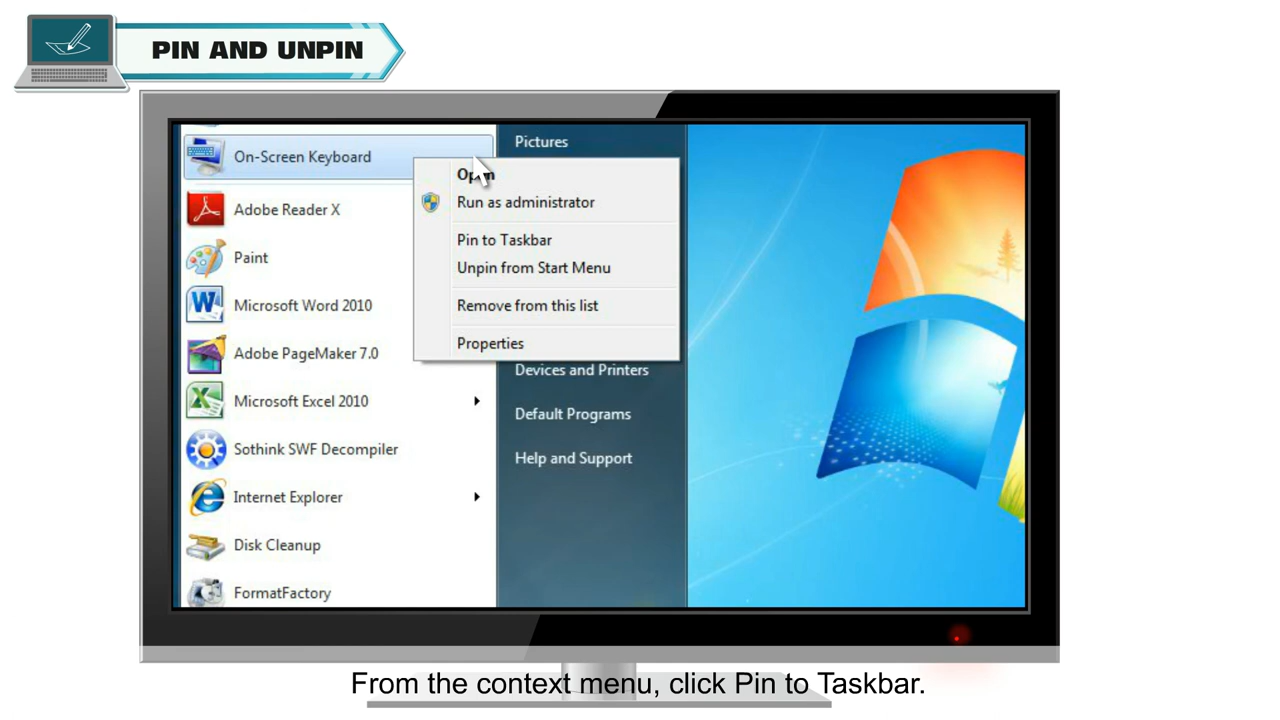 PIN AND UNPIN
On-Screen Keyboard
Adobe Reader X
Paint
Microsoft Word 2010
Adobe PageMaker 7.0
Microsoft Excel 2010
Sothink SWF Decompiler
Internet Explorer
Disk Cleanup
FormatFactory
Pictures
Open
Run as administrator
Pin to Taskbar
Unpin from Start Menu
Remove from this list
Properties
Devices and Printers
Default Programs
Help and Support
From the context menu, click Pin to Taskbar.